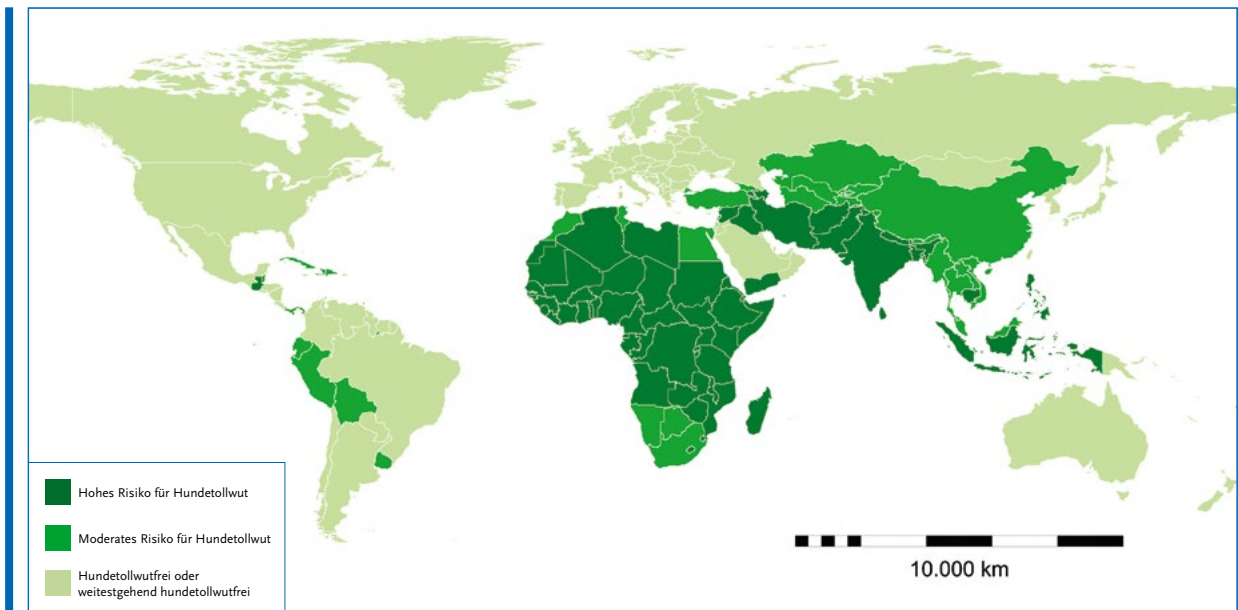 Hohes Risiko für Hundetollwut
Moderates Risiko für Hundetollwut
Hundetollwutfrei oder
weitestgehend hundetollwutfrei
10.000 km